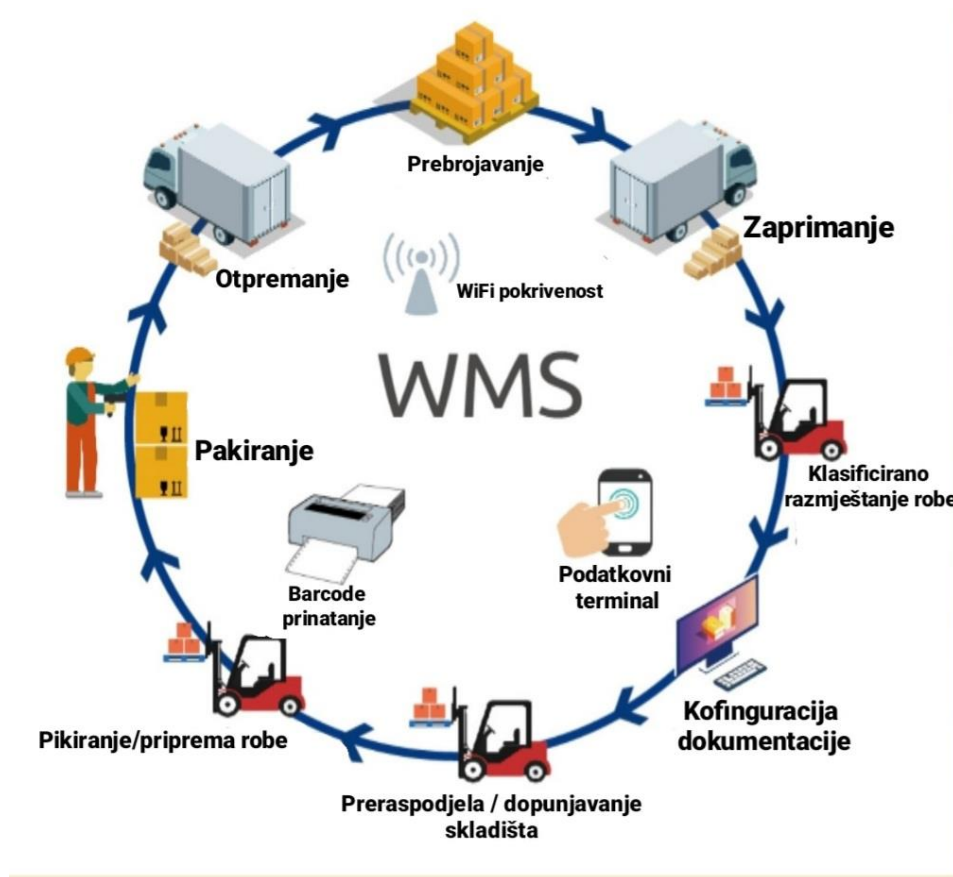 Prebrojavanje
Zaprimanje
Otpremanje
WiFi pokrivenost
WMS
Pakiranje
Klasificirano
razmještanje robe
Podatkovni
terminal
Barcode
prinatanje
Kofinguracija
dokumentacije
Pikiranje/priprema robe
Preraspodjela / dopunjavanje
skladišta